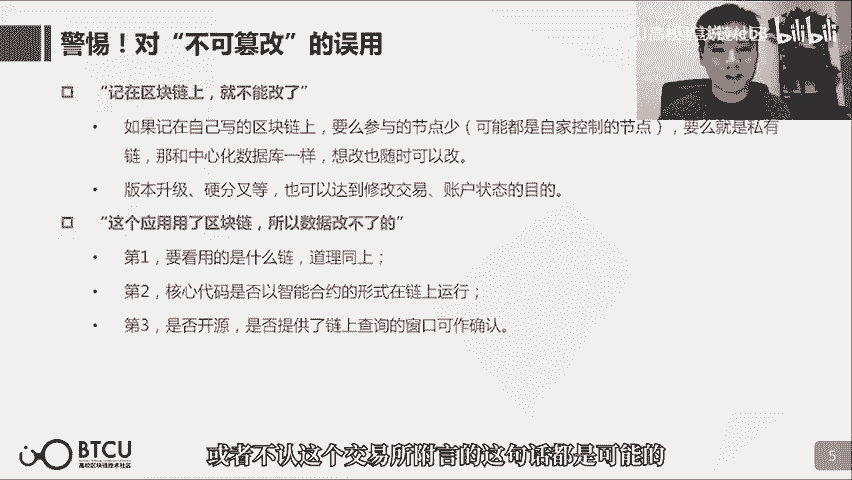 警惕！对“不可篡改”的误用
bilibili
“记在区块链上，就不能改了”
如果记在自己写的区块链上，要么参与的节点少（可能都是自家控制的节点），要么就是私有
链，那和中心化数据库一样，想改也随时可以改。
版本升级、硬分叉等，也可以达到修改交易、账户状态的目的。
“这个应用用了区块链，所以数据改不了的”
第1，要看用的是什么链，道理同上；
第2，核心代码是否以智能合约的形式在链上运行；
第3，是否开源，是否提供了链上查询的窗口可作确认。
BTCU
高校区块链技术社区
或者不认这个交易所附言的这句话都是可能的
5